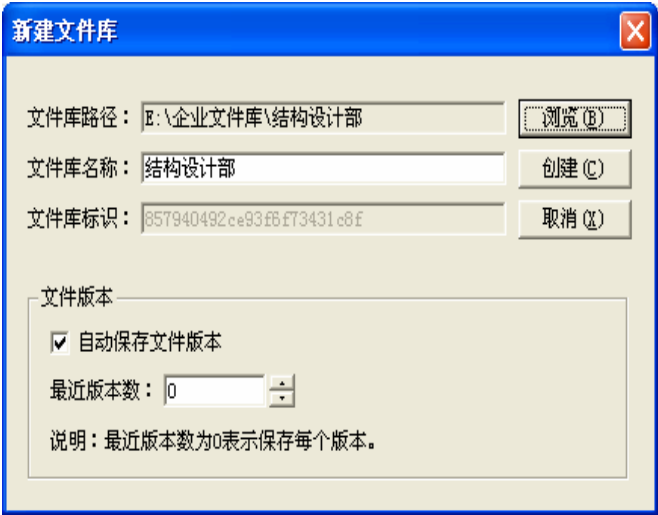 新建文件库
文件库路径：E:\企业文件库\结构设计部 浏览(B)
文件库名称：结构设计部 创建(C)
文件库标识：857940492ce93f6f73431c8f 取消(X)
文件版本
自动保存文件版本
最近版本数：0
说明：最近版本数为0表示保存每个版本。